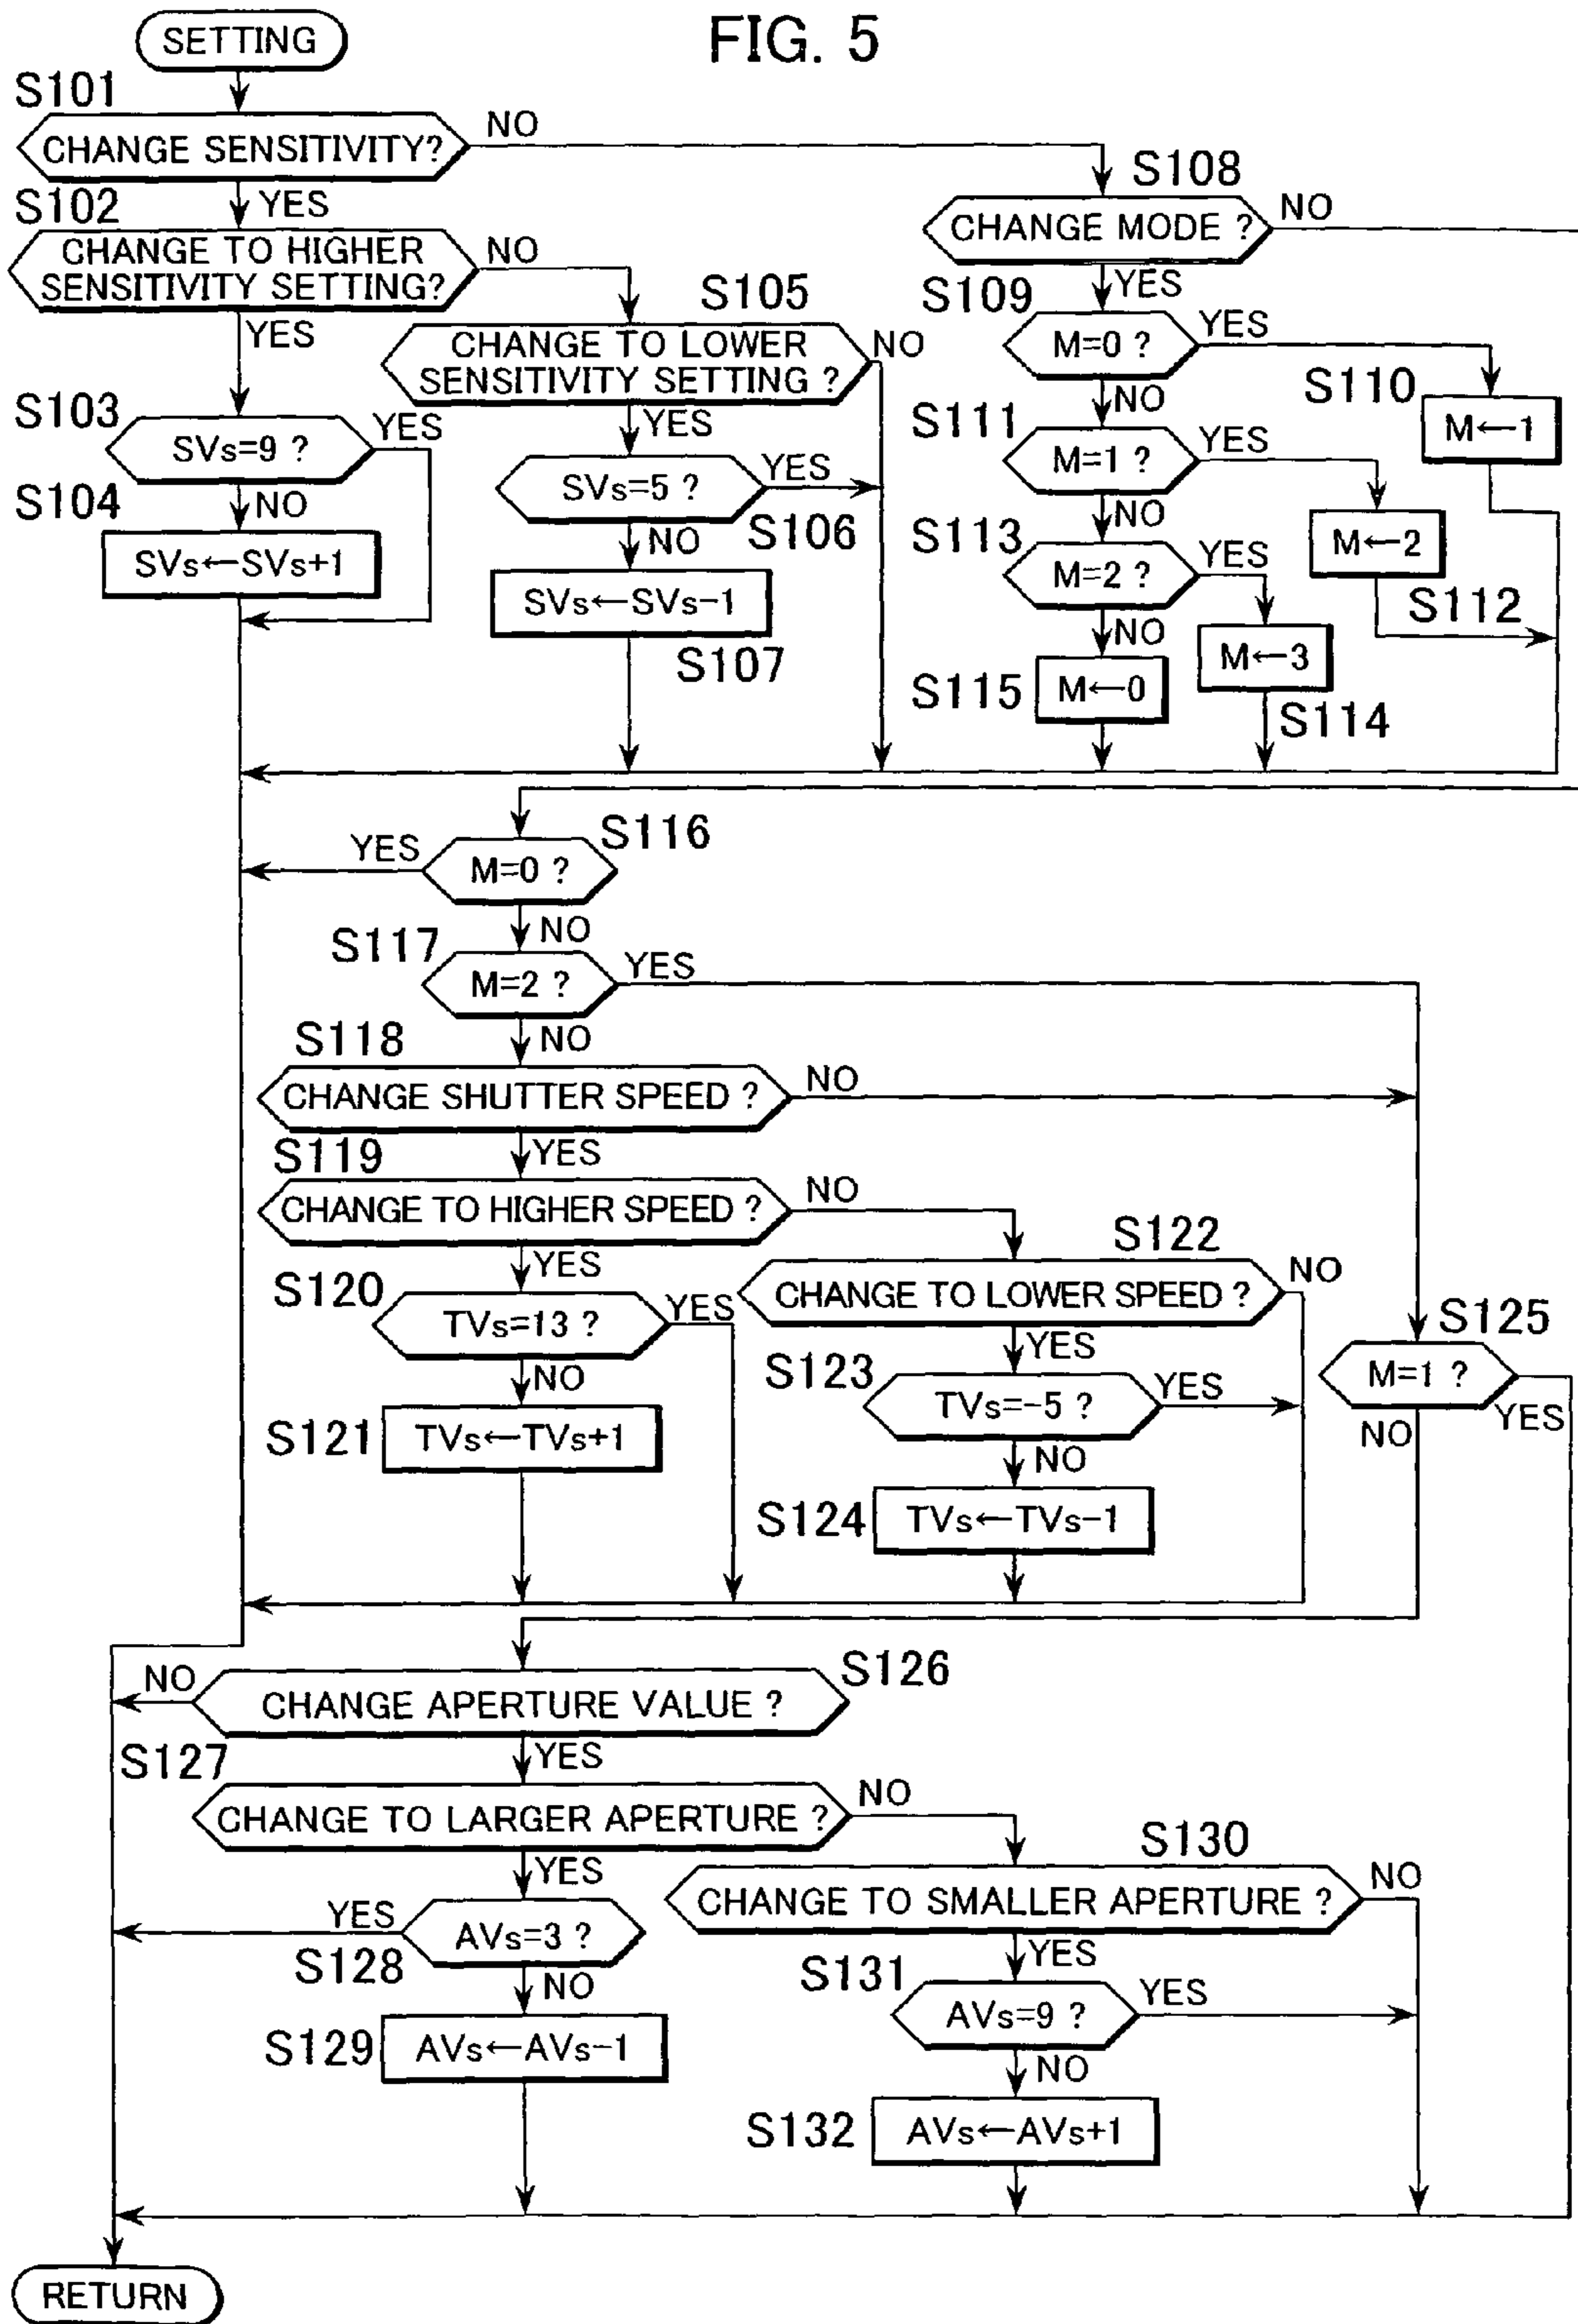 FIG. 5
SETTING
S101
CHANGE SENSITIVITY?
NO
YES
S102
CHANGE TO HIGHER
SENSITIVITY SETTING?
NO
YES
S103
SVs=9 ?
YES
NO
S104
SVs←SVs+1
S105
CHANGE TO LOWER
SENSITIVITY SETTING ?
NO
YES
SVs=5 ?
YES
S106
NO
SVs←SVs-1
S107
S108
CHANGE MODE ?
NO
YES
S109
M=0 ?
YES
NO
S110
M←1
S111
M=1 ?
YES
NO
M←2
S112
S113
M=2 ?
YES
NO
M←3
S114
S115
M←0
S116
YES
M=0 ?
NO
S117
M=2 ?
YES
NO
S118
CHANGE SHUTTER SPEED ?
NO
YES
S119
CHANGE TO HIGHER SPEED ?
NO
YES
S120
TVs=13 ?
YES
NO
S121
TVs←TVs+1
S122
CHANGE TO LOWER SPEED ?
NO
YES
S123
TVs=-5 ?
YES
NO
S124
TVs←TVs-1
S125
M=1 ?
YES
NO
S126
NO
CHANGE APERTURE VALUE ?
YES
S127
CHANGE TO LARGER APERTURE ?
NO
YES
YES
AVs=3 ?
S128
NO
S129
AVs←AVs-1
S130
CHANGE TO SMALLER APERTURE ?
NO
YES
S131
AVs=9 ?
YES
NO
S132
AVs←AVs+1
RETURN